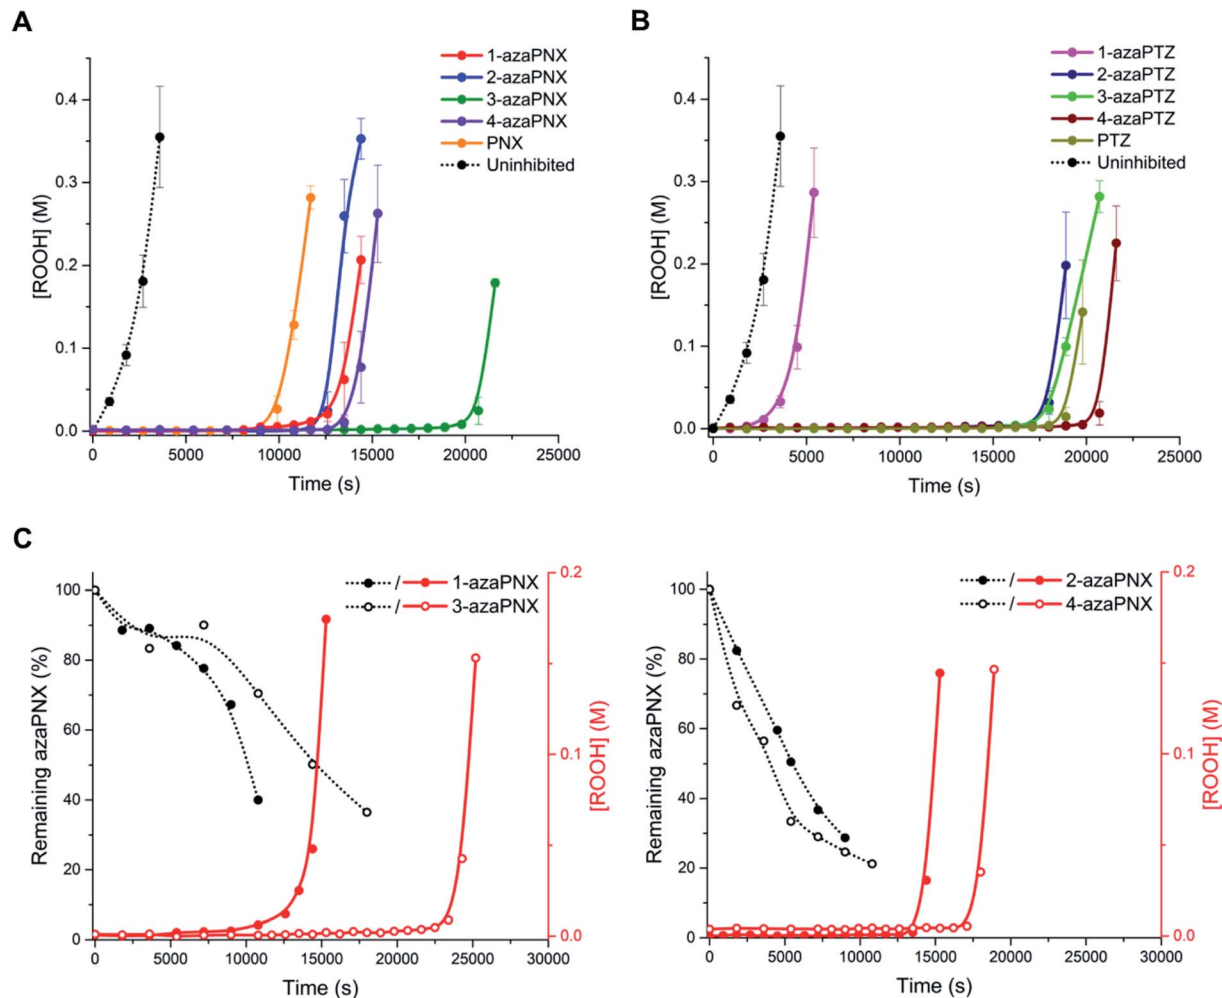 A
1-azaPNX
2-azaPNX
3-azaPNX
4-azaPNX
PNX
Uninhibited
[ROOH] (M)
0.4
0.3
0.2
0.1
0.0
0 5000 10000 15000 20000 25000
Time (s)
B
1-azaPTZ
2-azaPTZ
3-azaPTZ
4-azaPTZ
PTZ
Uninhibited
[ROOH] (M)
0.4
0.3
0.2
0.1
0.0
0 5000 10000 15000 20000 25000
Time (s)
C
/ 1-azaPNX
/ 3-azaPNX
Remaining azaPNX (%)
100
80
60
40
20
0
0.2
0.1
0.0
[ROOH] (M)
0 5000 10000 15000 20000 25000 30000
Time (s)
/ 2-azaPNX
/ 4-azaPNX
Remaining azaPNX (%)
100
80
60
40
20
0
0.2
0.1
0.0
[ROOH] (M)
0 5000 10000 15000 20000 25000 30000
Time (s)